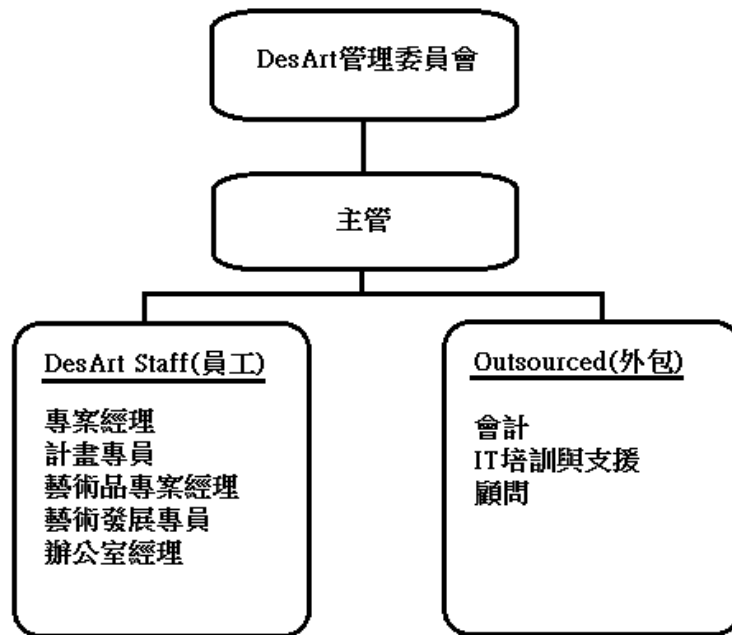 DesArt管理委員會
主管
DesArt Staff(員工)
專案經理
計畫專員
藝術品專案經理
藝術發展專員
辦公室經理
Outsourced(外包)
會計
IT培訓與支援
顧問